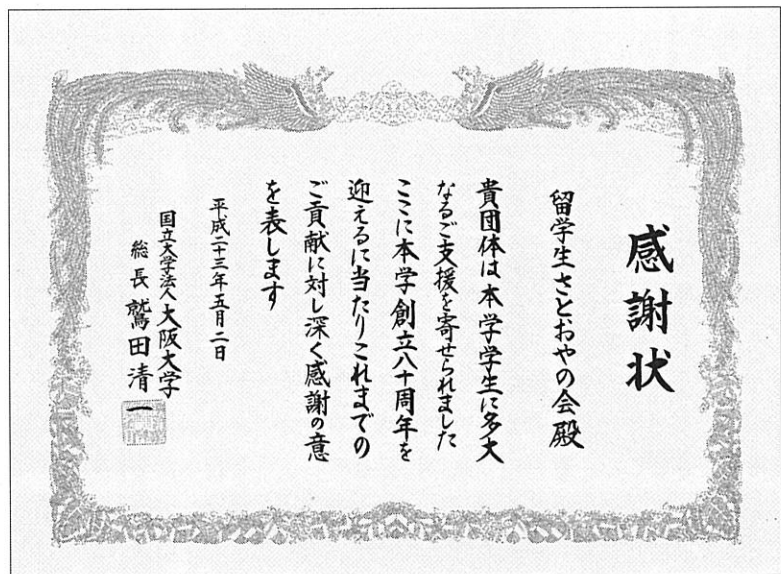 感謝状
留学生さとおやの会殿
貴団体は本学学生に多大
なるご支援を寄せられました
ここに本学創立八十周年を
迎えるに当たりこれまでの
ご貢献に対し深く感謝の意
を表します
平成二十三年五月二日
国立大学法人大阪大学
総長鷲田清一